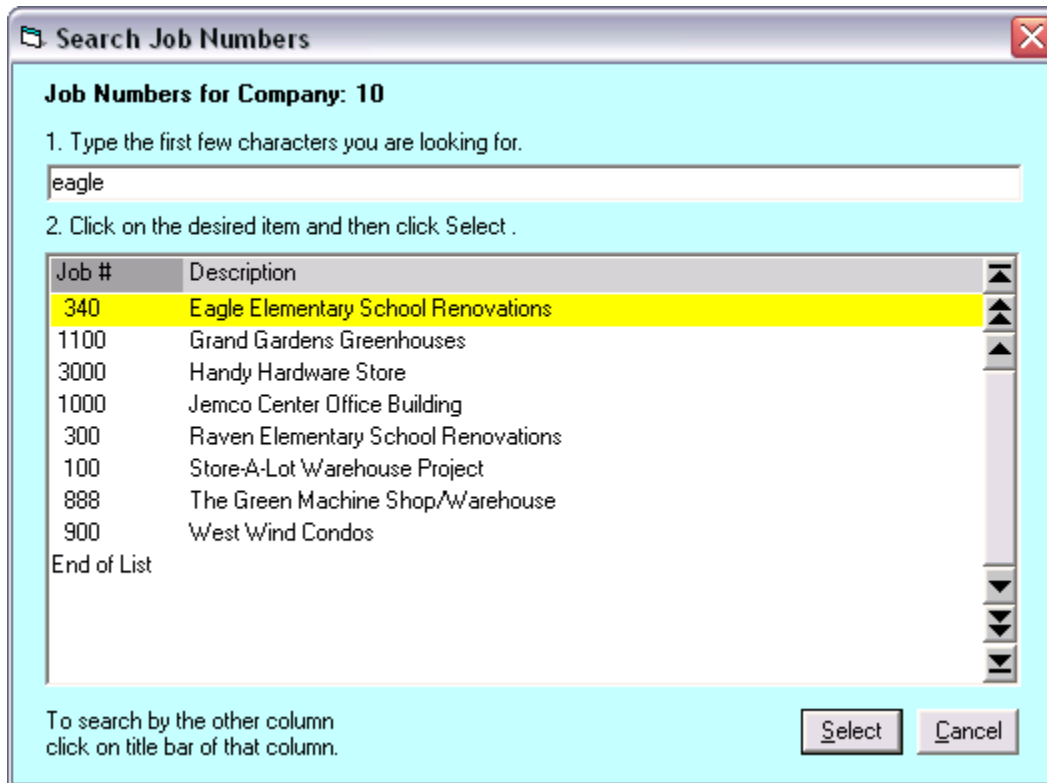 Search Job Numbers
Job Numbers for Company: 10
1. Type the first few characters you are looking for.
eagle
2. Click on the desired item and then click Select .
Job # Description
340 Eagle Elementary School Renovations
1100 Grand Gardens Greenhouses
3000 Handy Hardware Store
1000 Jemco Center Office Building
300 Raven Elementary School Renovations
100 Store-A-Lot Warehouse Project
888 The Green Machine Shop/Warehouse
900 West Wind Condos
End of List
To search by the other column
click on title bar of that column.
Select Cancel